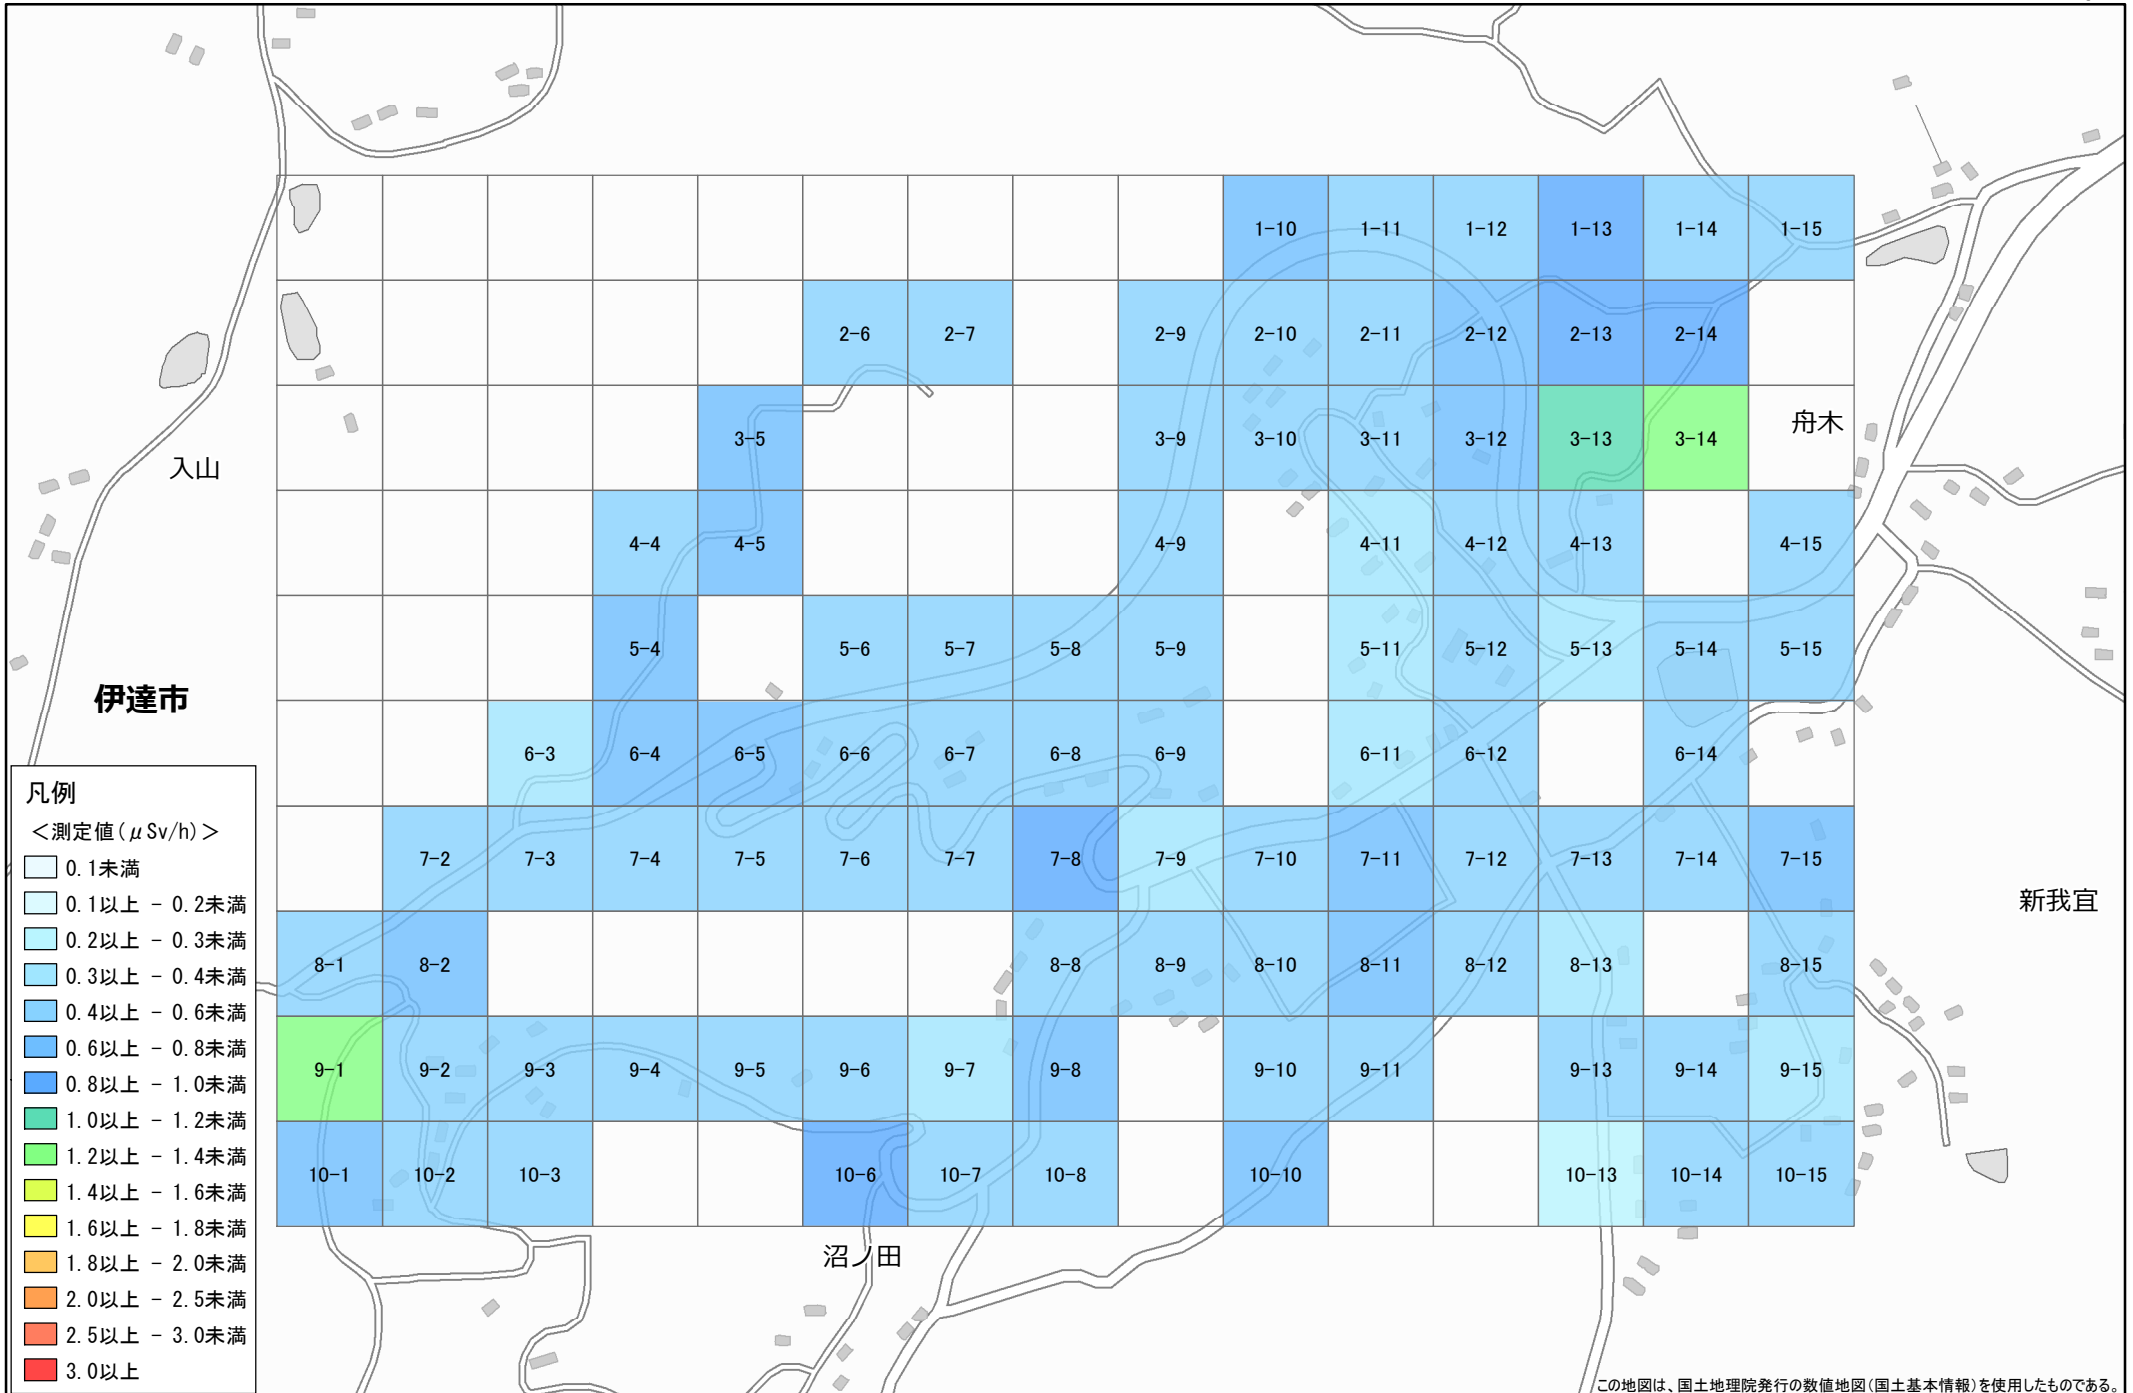 1-10 1-11 1-12 1-13 1-14 1-15
2-6 2-7 2-9 2-10 2-11 2-12 2-13 2-14
舟木
3-5 3-9 3-10 3-11 3-12 3-13 3-14
入山
4-4 4-5 4-9 4-11 4-12 4-13 4-15
5-4 5-6 5-7 5-8 5-9 5-11 5-12 5-13 5-14 5-15
伊達市
6-3 6-4 6-5 6-6 6-7 6-8 6-9 6-11 6-12 6-14
7-2 7-3 7-4 7-5 7-6 7-7 7-8 7-9 7-10 7-11 7-12 7-13 7-14 7-15
新我宜
8-1 8-2 8-8 8-9 8-10 8-11 8-12 8-13 8-15
9-1 9-2 9-3 9-4 9-5 9-6 9-7 9-8 9-10 9-11 9-13 9-14 9-15
10-1 10-2 10-3 10-6 10-7 10-8 10-10 10-13 10-14 10-15
沼ノ田
凡例
＜測定値(μSv/h)＞
0.1未満
0.1以上 - 0.2未満
0.2以上 - 0.3未満
0.3以上 - 0.4未満
0.4以上 - 0.6未満
0.6以上 - 0.8未満
0.8以上 - 1.0未満
1.0以上 - 1.2未満
1.2以上 - 1.4未満
1.4以上 - 1.6未満
1.6以上 - 1.8未満
1.8以上 - 2.0未満
2.0以上 - 2.5未満
2.5以上 - 3.0未満
3.0以上
この地図は、国土地理院発行の数値地図(国土基本情報)を使用したものである。